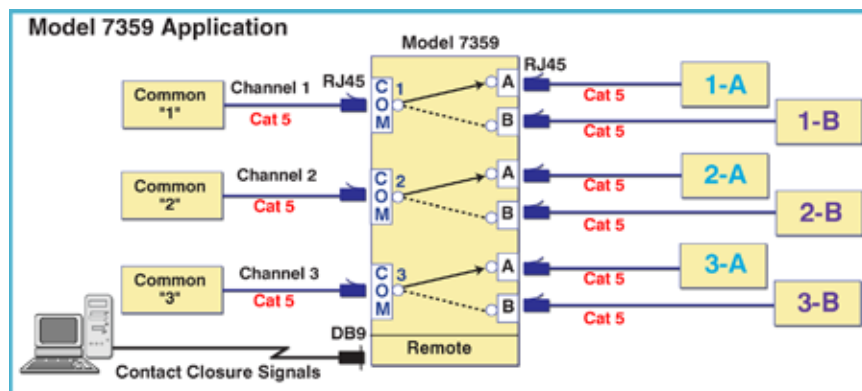 Model 7359 Application
Model 7359
Common "1"
Channel 1
Cat 5
RJ45
COM 1
A
B
RJ45
Cat 5
1-A
Cat 5
1-B
Common "2"
Channel 2
Cat 5
COM 2
A
B
Cat 5
2-A
Cat 5
2-B
Common "3"
Channel 3
Cat 5
COM 3
A
B
Cat 5
3-A
Cat 5
3-B
DB9
Remote
Contact Closure Signals